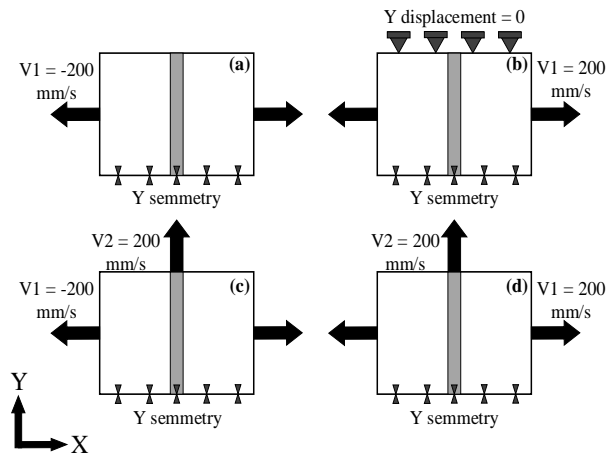 Y displacement = 0
(a)
V1 = -200
mm/s
Y semmetry
(b)
V1 = 200
mm/s
Y semmetry
V2 = 200
mm/s
(c)
V1 = -200
mm/s
Y semmetry
V2 = 200
mm/s
(d)
V1 = 200
mm/s
Y semmetry
Y
X